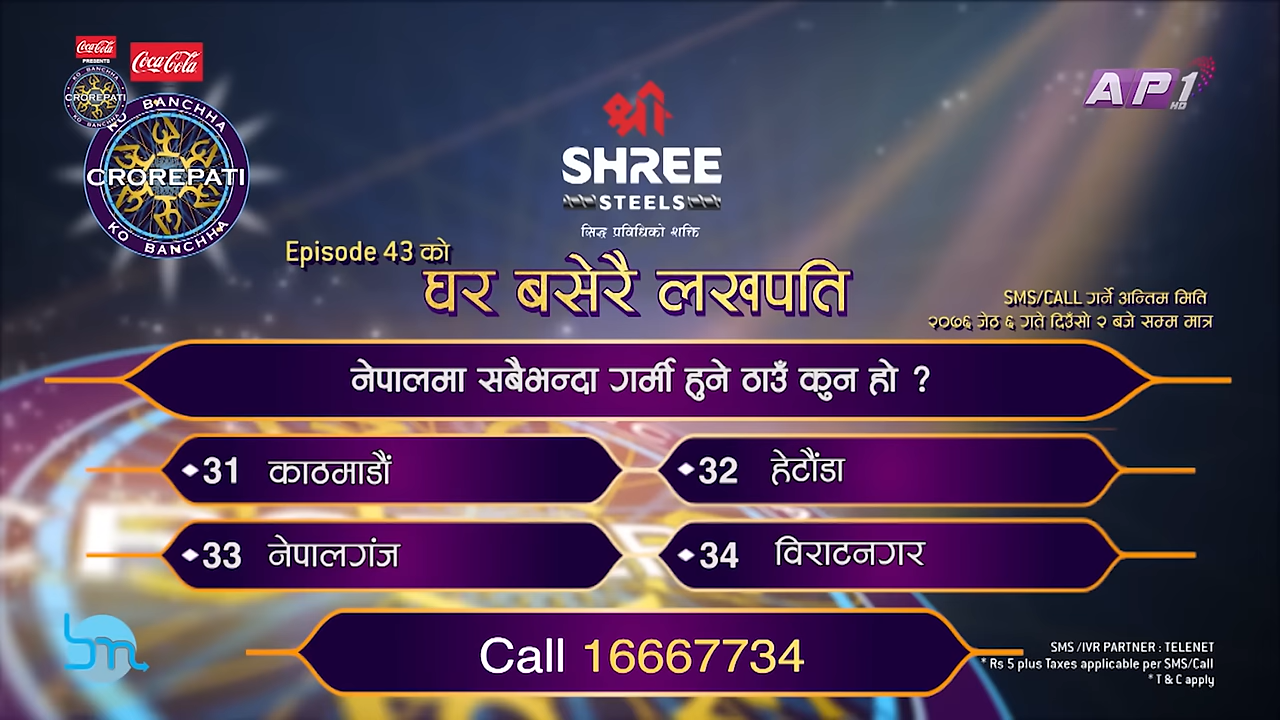 Coca-Cola
PRESENTS
KO BANCHHA
CROREPATI
KO BANCHHA
Coca-Cola
KO BANCHHA
CROREPATI
KO BANCHHA
AP1
HD
श्री
SHREE
STEELS
सिद्ध प्रविधिको शक्ति
Episode 43 को
घर बसेरै लखपति
SMS/CALL गर्ने अन्तिम मिति
२०७६ जेठ ६ गते दिउँसो २ बजे सम्म मात्र
नेपालमा सबैभन्दा गर्मी हुने ठाउँ कुन हो ?
31 काठमाडौं
32 हेटौंडा
33 नेपालगंज
34 विराटनगर
bm
Call 16667734
SMS /IVR PARTNER : TELENET
* Rs 5 plus Taxes applicable per SMS/Call
* T & C apply